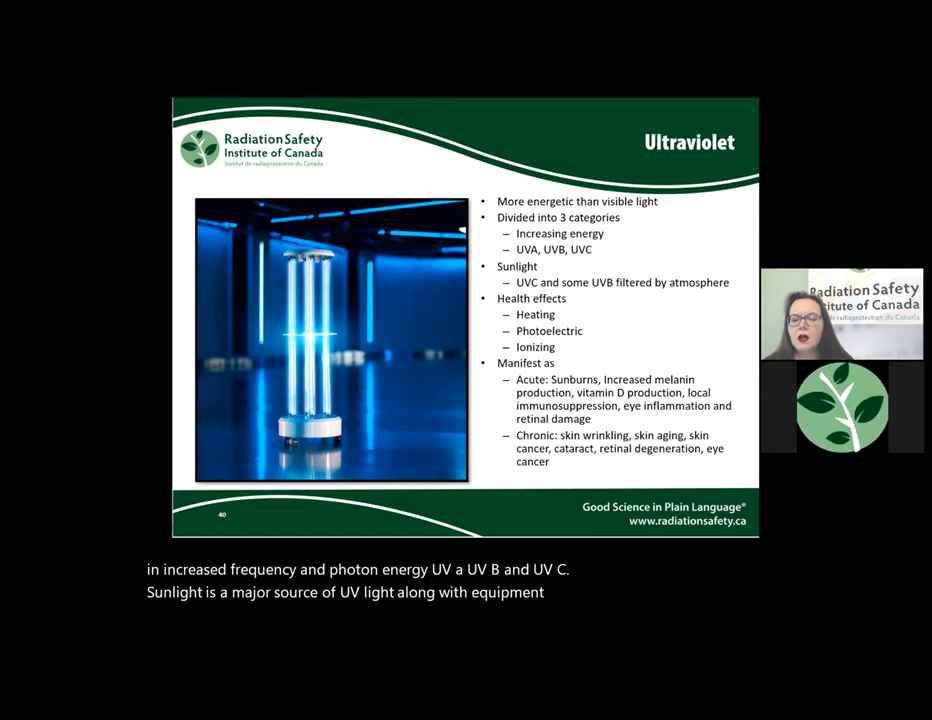 RadiationSafety
Institute of Canada
Institut de radioprotection du Canada
Ultraviolet
• More energetic than visible light
• Divided into 3 categories
– Increasing energy
– UVA, UVB, UVC
• Sunlight
– UVC and some UVB filtered by atmosphere
• Health effects
– Heating
– Photoelectric
– Ionizing
• Manifest as
– Acute: Sunburns, Increased melanin
production, vitamin D production, local
immunosuppression, eye inflammation and
retinal damage
– Chronic: skin wrinkling, skin aging, skin
cancer, cataract, retinal degeneration, eye
cancer
40
Good Science in Plain Language®
www.radiationsafety.ca
Radiation Safety
titute of Canada
de radioprotection du Canada
in increased frequency and photon energy UV a UV B and UV C.
Sunlight is a major source of UV light along with equipment